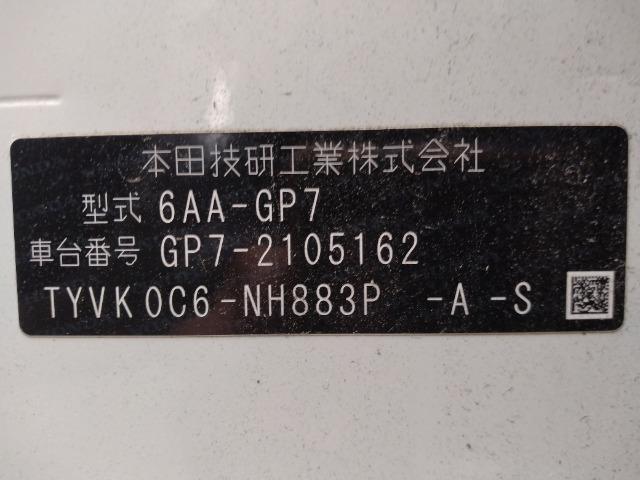 本田技研工業株式会社
型式 6AA-GP7
車台番号 GP7-2105162
TYVK0C6-NH883P -A-S